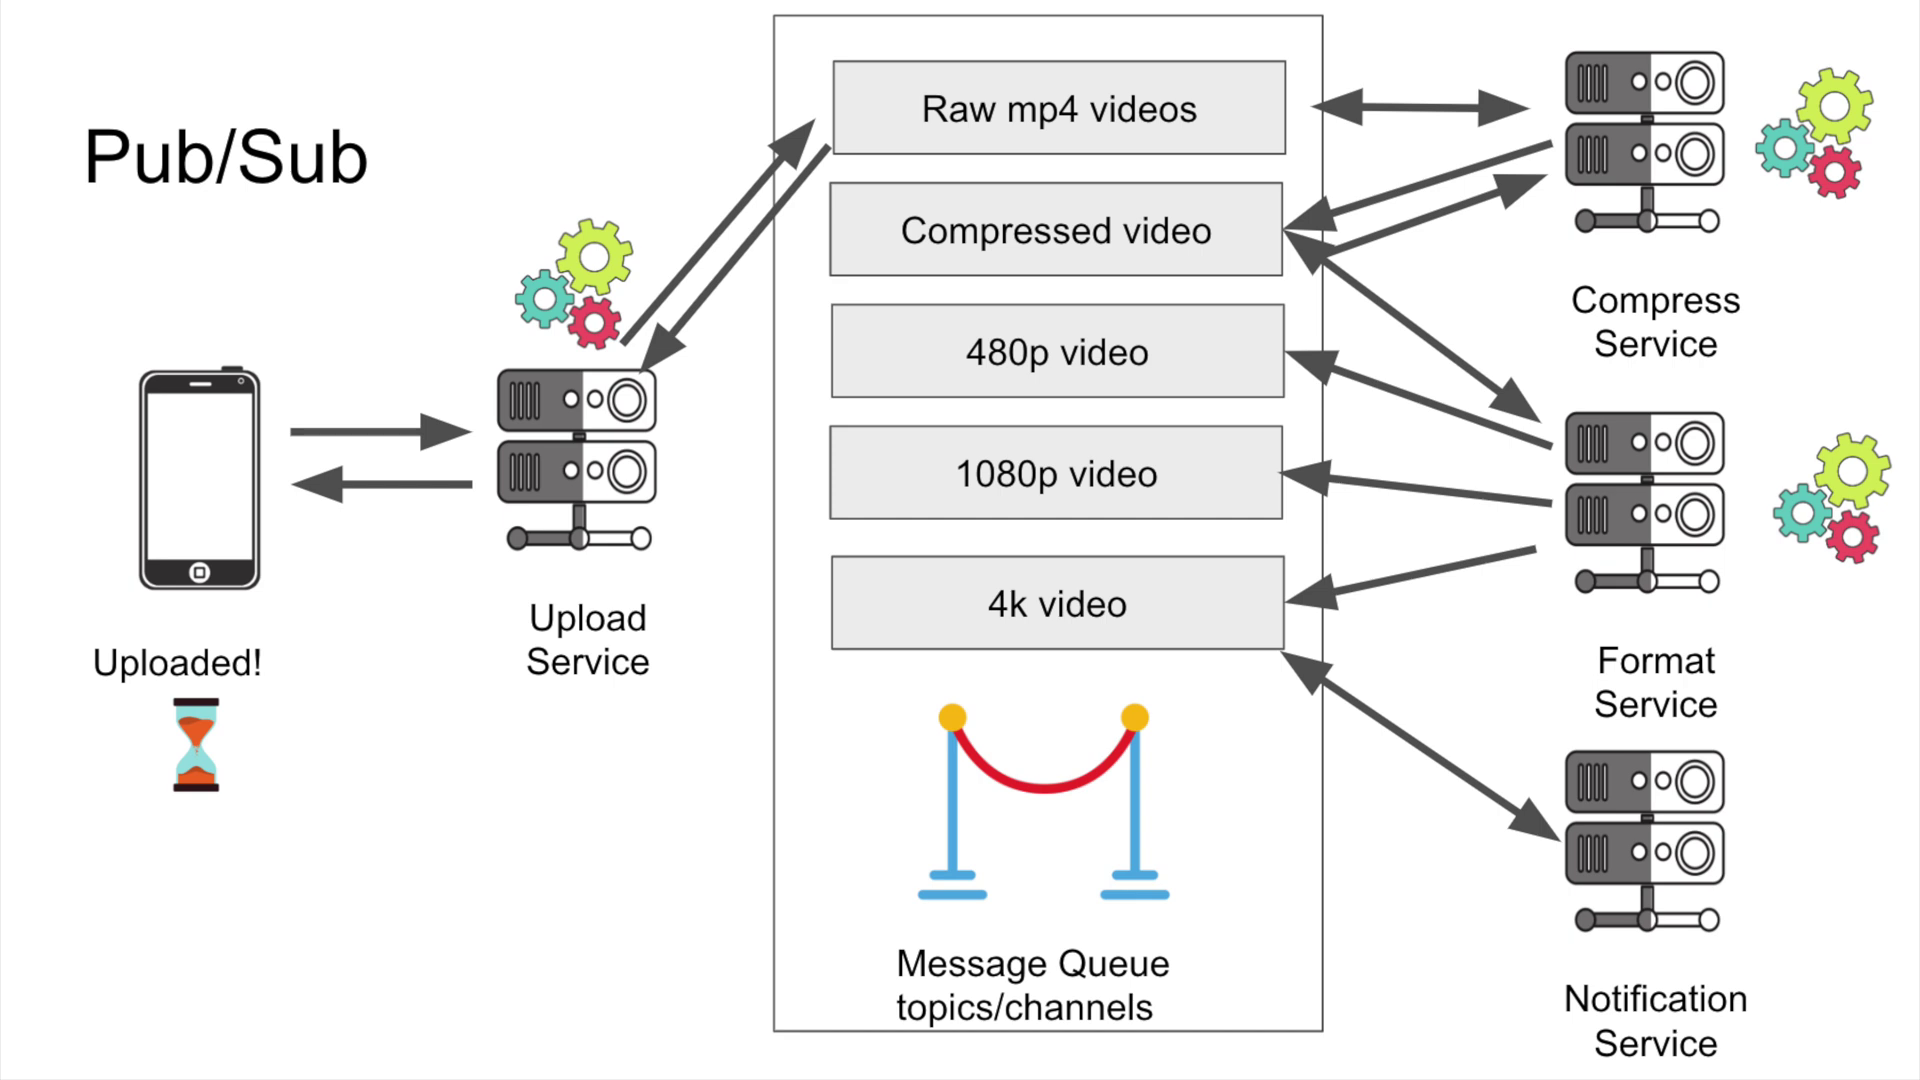 Pub/Sub
Raw mp4 videos
Compressed video
480p video
1080p video
4k video
Message Queue
topics/channels
Uploaded!
Upload
Service
Compress
Service
Format
Service
Notification
Service